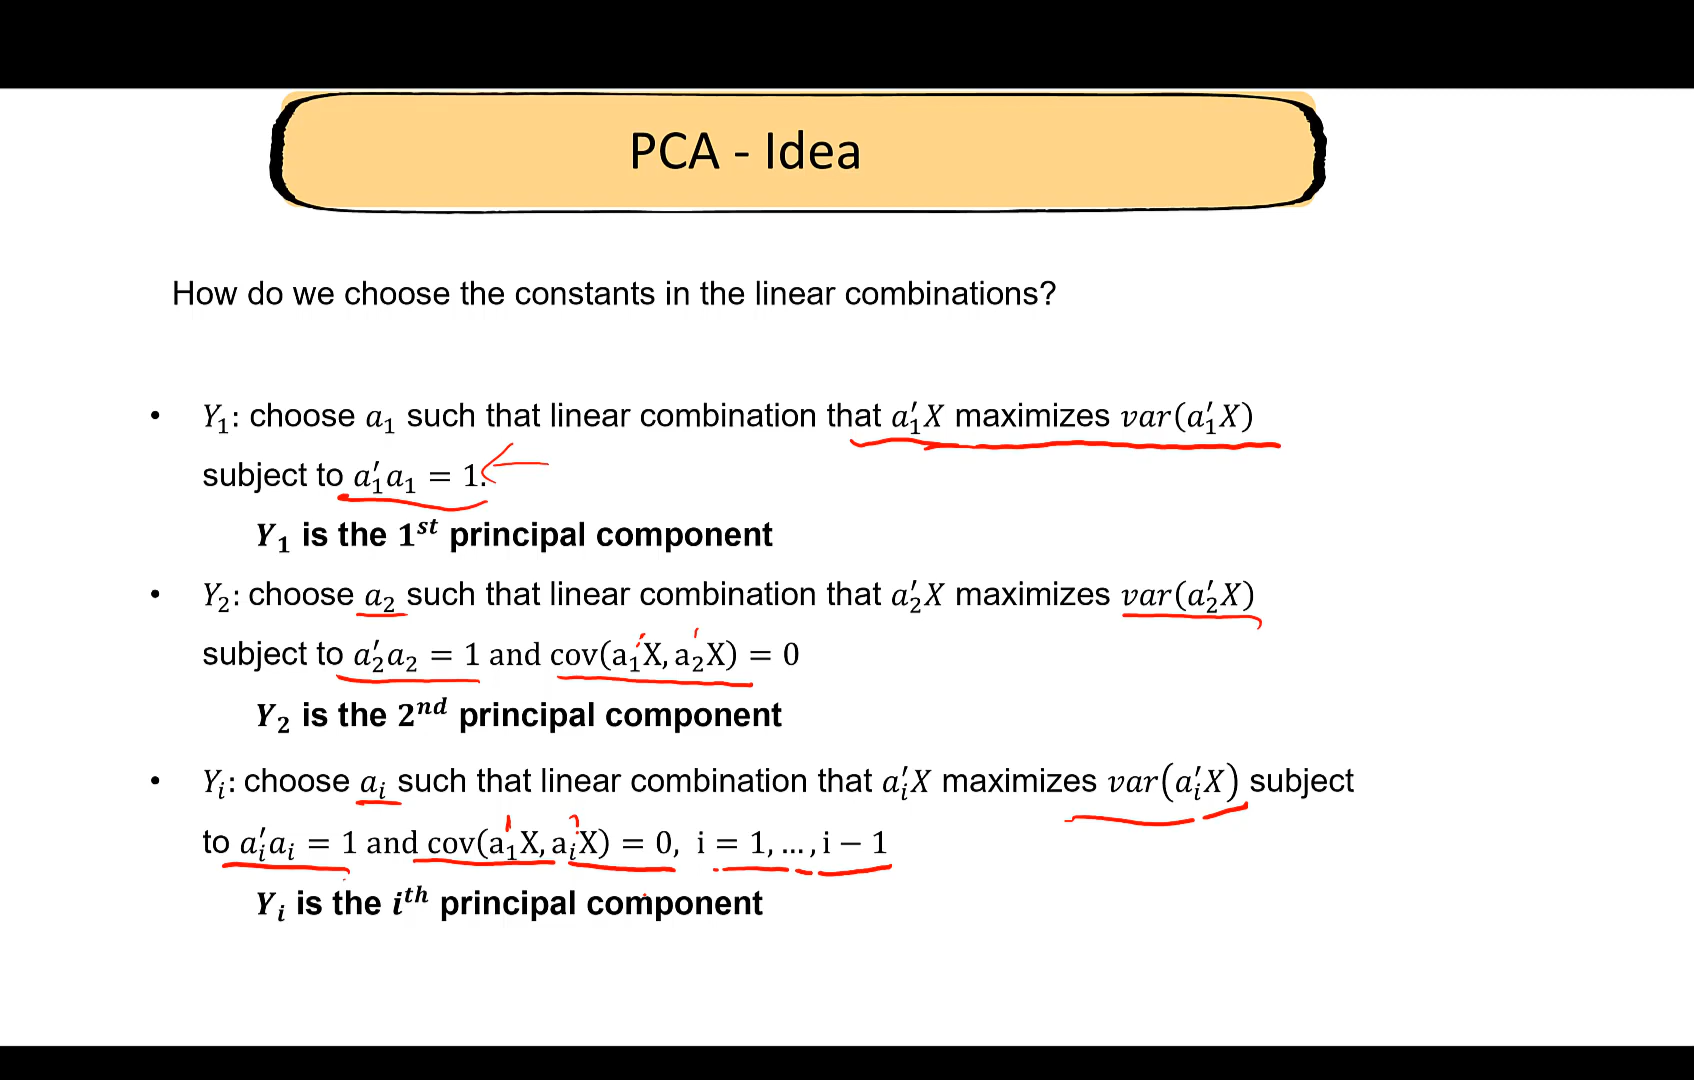 PCA - Idea
How do we choose the constants in the linear combinations?
• Y₁: choose a₁ such that linear combination that a₁′X maximizes var(a₁′X)
subject to a₁′a₁ = 1.
Y₁ is the 1ˢᵗ principal component
• Y₂: choose a₂ such that linear combination that a₂′X maximizes var(a₂′X)
subject to a₂′a₂ = 1 and cov(a₁′X, a₂′X) = 0
Y₂ is the 2ⁿᵈ principal component
• Yᵢ: choose aᵢ such that linear combination that aᵢ′X maximizes var(aᵢ′X) subject
to aᵢ′aᵢ = 1 and cov(a₁′X, aᵢ′X) = 0, i = 1, … , i − 1
Yᵢ is the iᵗʰ principal component